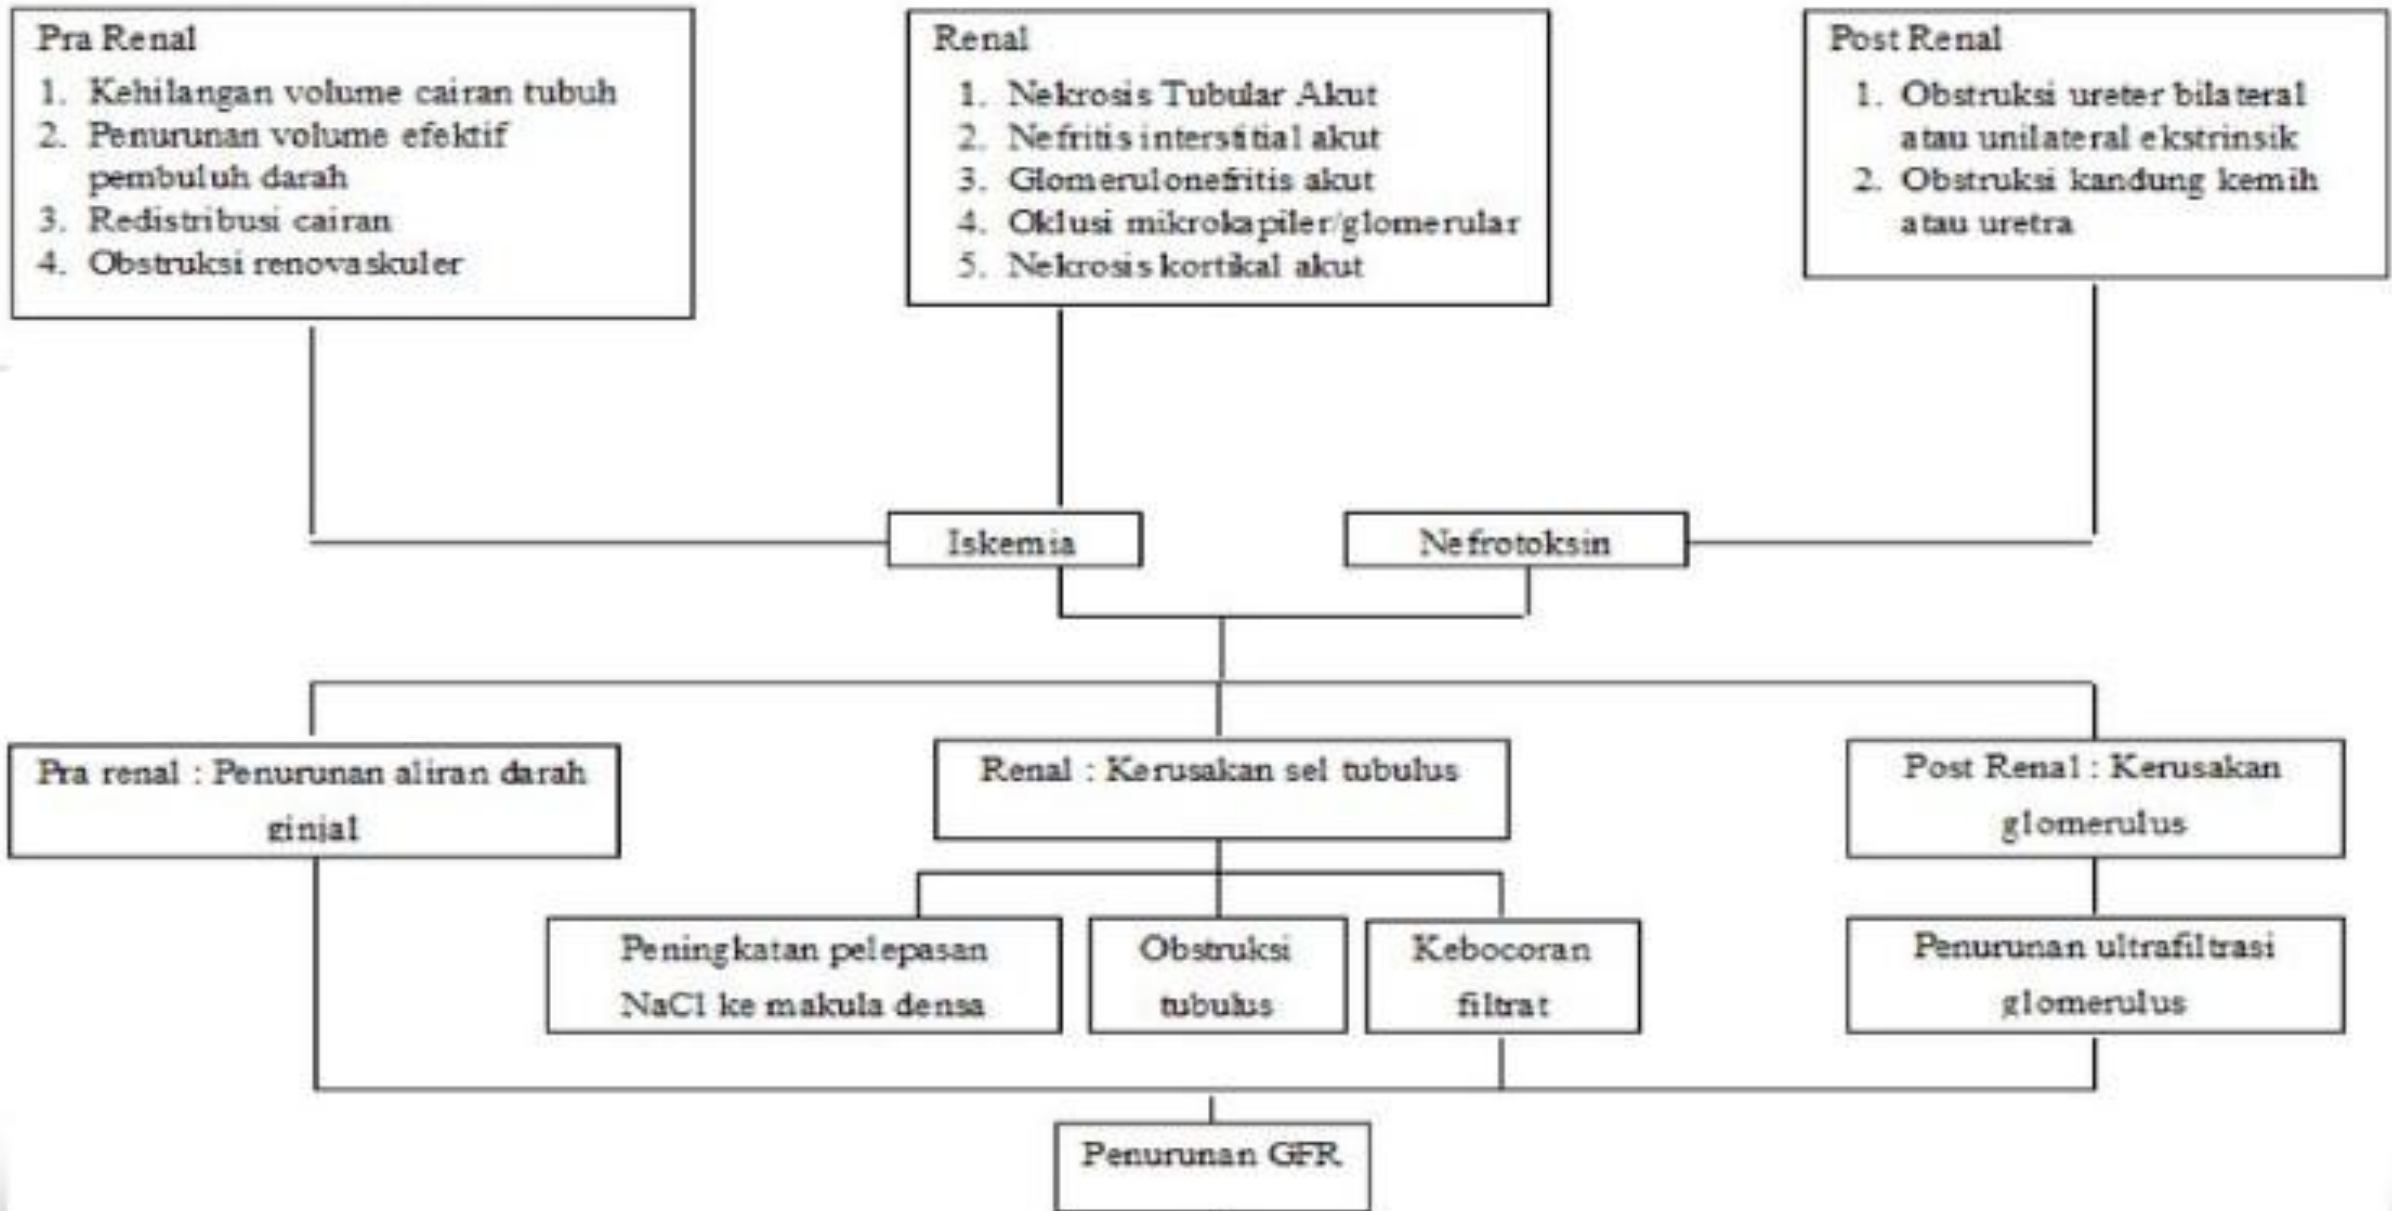 Pra Renal
1. Kehilangan volume cairan tubuh
2. Penurunan volume efektif
pembuluh darah
3. Redistribusi cairan
4. Obstruksi renovaskuler
Renal
1. Nekrosis Tubular Akut
2. Nefritis interstitial akut
3. Glomerulonefritis akut
4. Oklusi mikrokapiler/glomerular
5. Nekrosis kortikal akut
Post Renal
1. Obstruksi ureter bilateral
atau unilateral ekstrinsik
2. Obstruksi kandung kemih
atau uretra
Iskemia
Nefrotoksin
Pra renal : Penurunan aliran darah
ginjal
Renal : Kerusakan sel tubulus
Post Renal : Kerusakan
glomerulus
Peningkatan pelepasan
NaCl ke makula densa
Obstruksi
tubulus
Kebocoran
filtrat
Penurunan ultrafiltrasi
glomerulus
Penurunan GFR